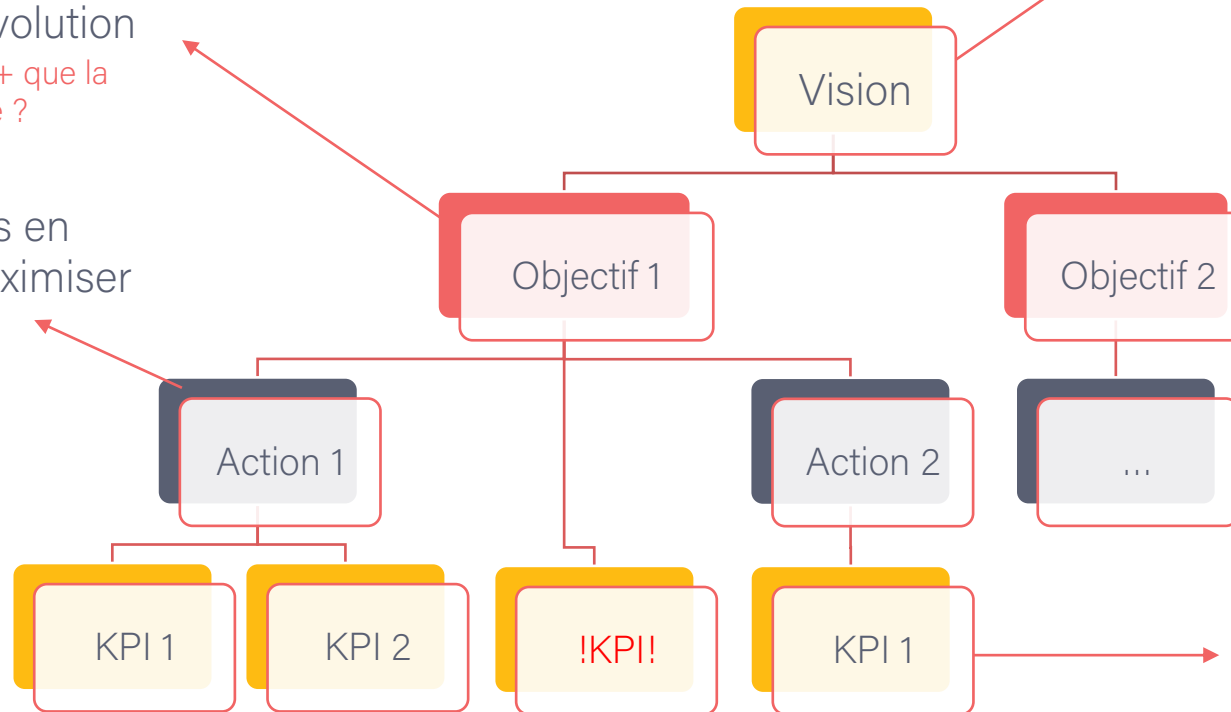 volution
+ que la
?
s en
ximiser
Vision
Objectif 1
Objectif 2
Action 1
Action 2
...
KPI 1
KPI 2
!KPI!
KPI 1